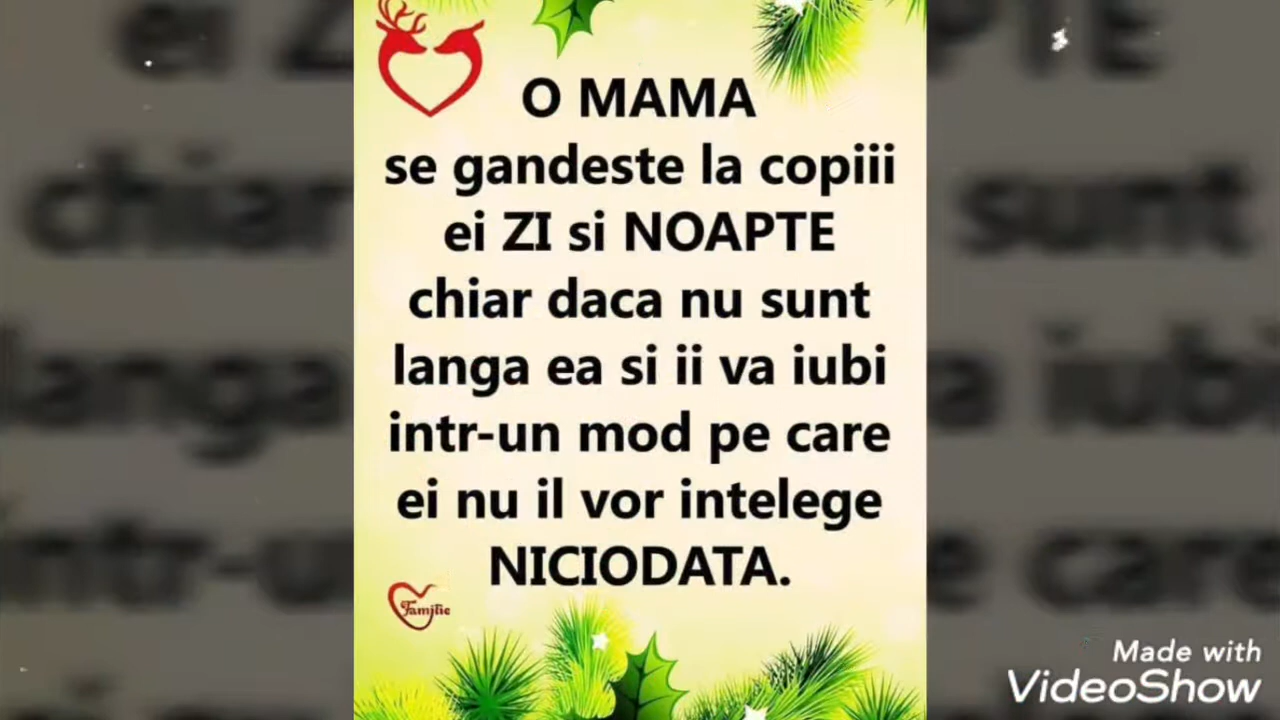 O MAMA
se gandeste la copiii
ei ZI si NOAPTE
chiar daca nu sunt
langa ea si ii va iubi
intr-un mod pe care
ei nu il vor intelege
NICIODATA.
Familie
Made with
VideoShow